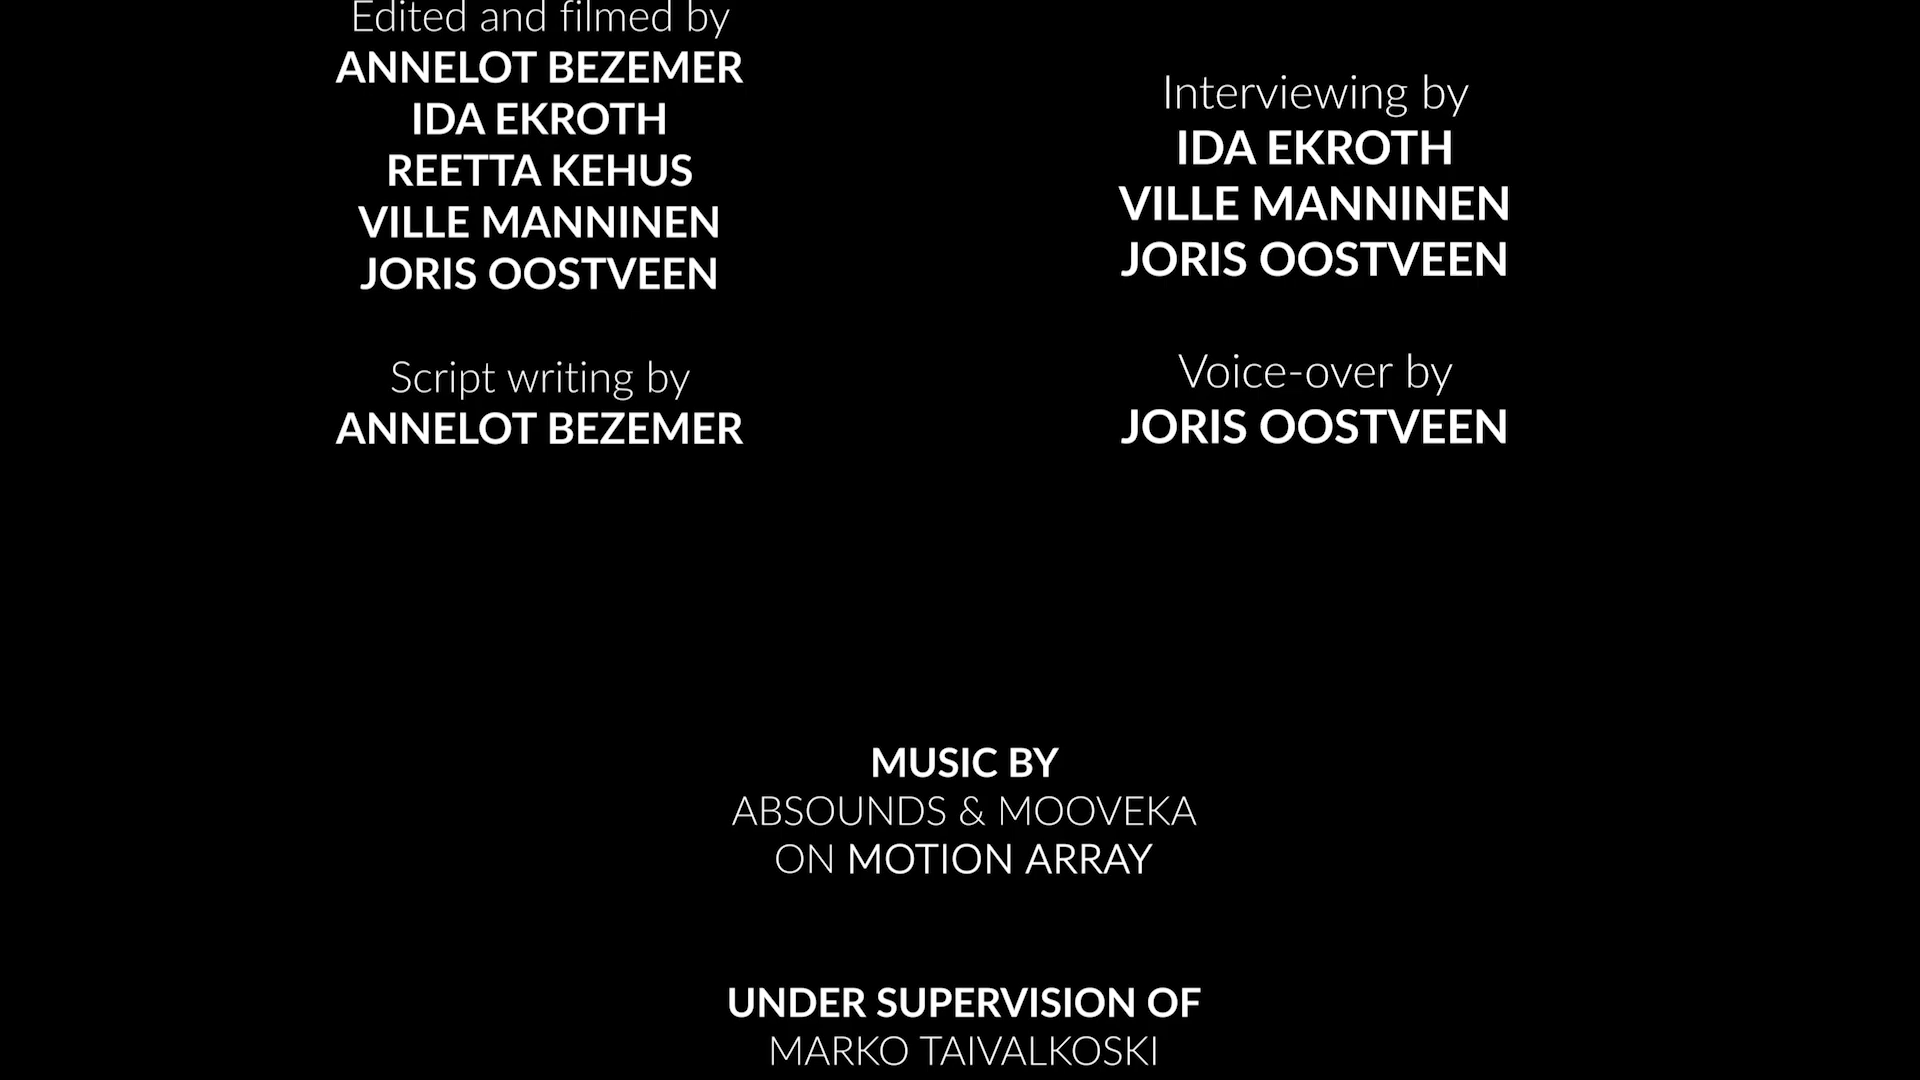 Edited and filmed by
ANNELOT BEZEMER
IDA EKROTH
REETTA KEHUS
VILLE MANNINEN
JORIS OOSTVEEN
Script writing by
ANNELOT BEZEMER
Interviewing by
IDA EKROTH
VILLE MANNINEN
JORIS OOSTVEEN
Voice-over by
JORIS OOSTVEEN
MUSIC BY
ABSOUNDS & MOOVEKA
ON MOTION ARRAY
UNDER SUPERVISION OF
MARKO TAIVALKOSKI